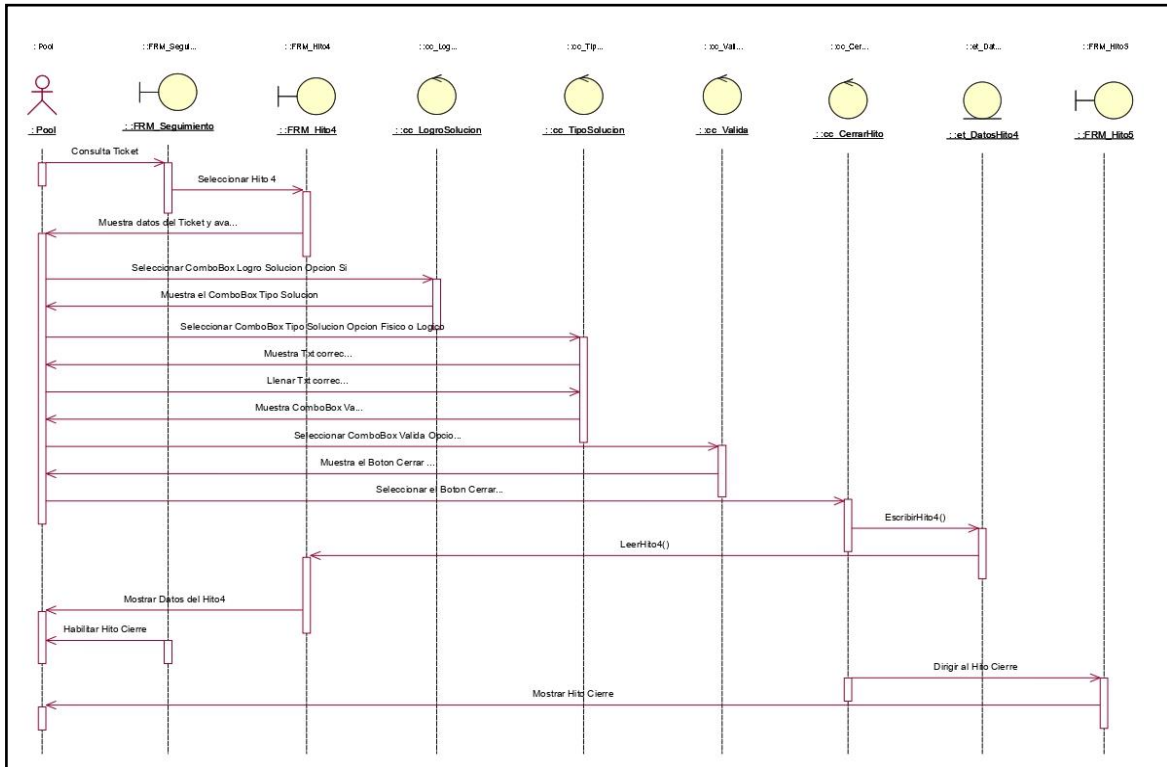 : Pool
::FRM_Segui...
::FRM_Hito4
::cc_Log...
::cc_Tip...
::cc_Vali...
::cc_Cer...
::et_Dat...
::FRM_Hito5
: Pool
: ::FRM_Seguimiento
: ::FRM_Hito4
: ::cc_LogroSolucion
: ::cc_TipoSolucion
: ::cc_Valida
: ::cc_CerrarHito
: ::et_DatosHito4
: ::FRM_Hito5
Consulta Ticket
Seleccionar Hito 4
Muestra datos del Ticket y ava...
Seleccionar ComboBox Logro Solucion Opcion Si
Muestra el ComboBox Tipo Solucion
Seleccionar ComboBox Tipo Solucion Opcion Fisico o Logico
Muestra Txt correc...
Llenar Txt correc...
Muestra ComboBox Va...
Seleccionar ComboBox Valida Opcio...
Muestra el Boton Cerrar ...
Seleccionar el Boton Cerrar...
EscribirHito4()
LeerHito4()
Mostrar Datos del Hito4
Habilitar Hito Cierre
Dirigir al Hito Cierre
Mostrar Hito Cierre